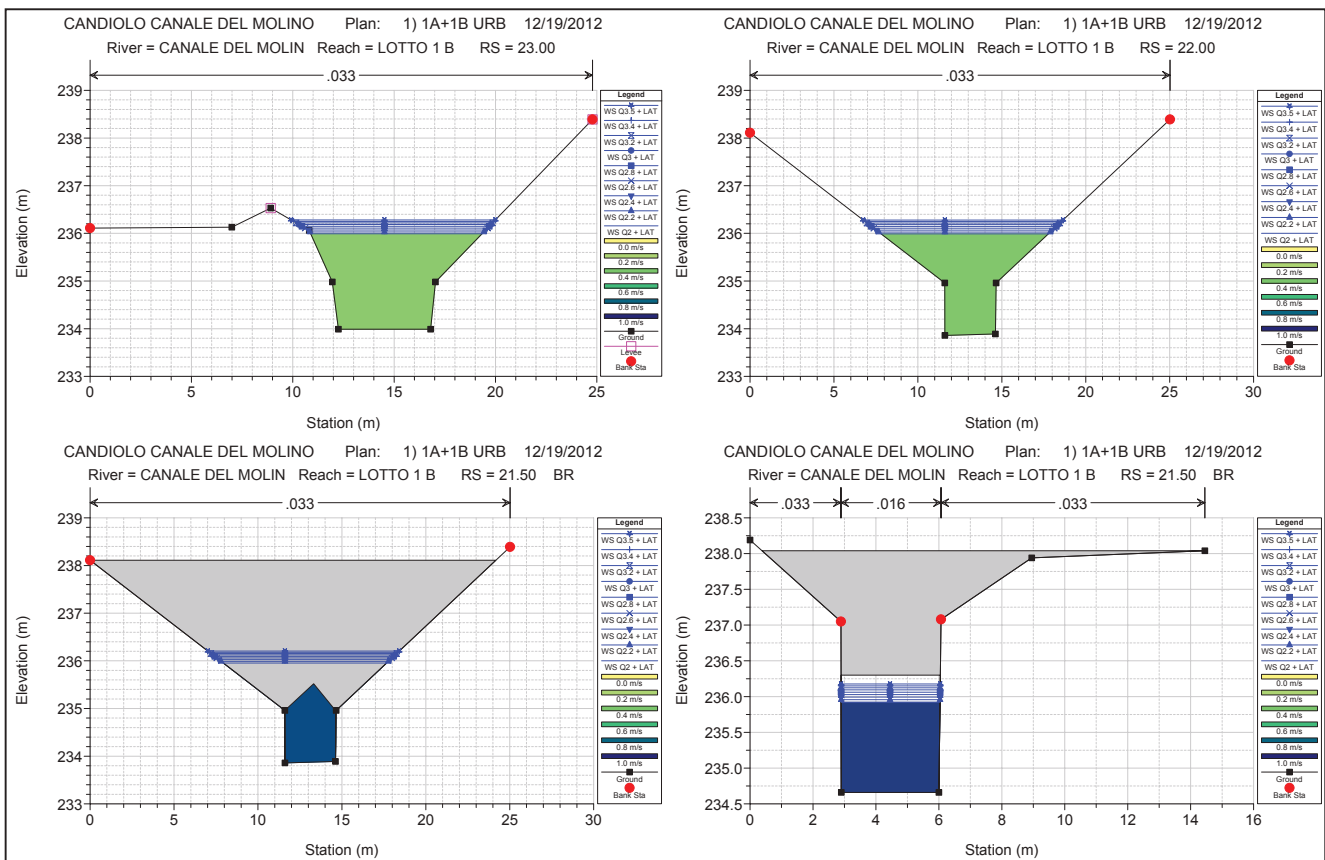 CANDIOLO CANALE DEL MOLINO Plan: 1) 1A+1B URB 12/19/2012
River = CANALE DEL MOLIN Reach = LOTTO 1 B RS = 23.00
.033
239
238
237
236
235
234
233
Elevation (m)
0 5 10 15 20 25
Station (m)
Legend
WS Q3.5 + LAT
WS Q3.4 + LAT
WS Q3.2 + LAT
WS Q3 + LAT
WS Q2.8 + LAT
WS Q2.6 + LAT
WS Q2.4 + LAT
WS Q2.2 + LAT
WS Q2 + LAT
0.0 m/s
0.2 m/s
0.4 m/s
0.6 m/s
0.8 m/s
1.0 m/s
Ground
Levee
Bank Sta
CANDIOLO CANALE DEL MOLINO Plan: 1) 1A+1B URB 12/19/2012
River = CANALE DEL MOLIN Reach = LOTTO 1 B RS = 22.00
.033
239
238
237
236
235
234
233
Elevation (m)
0 5 10 15 20 25 30
Station (m)
Legend
WS Q3.5 + LAT
WS Q3.4 + LAT
WS Q3.2 + LAT
WS Q3 + LAT
WS Q2.8 + LAT
WS Q2.6 + LAT
WS Q2.4 + LAT
WS Q2.2 + LAT
WS Q2 + LAT
0.0 m/s
0.2 m/s
0.4 m/s
0.6 m/s
0.8 m/s
1.0 m/s
Ground
Bank Sta
CANDIOLO CANALE DEL MOLINO Plan: 1) 1A+1B URB 12/19/2012
River = CANALE DEL MOLIN Reach = LOTTO 1 B RS = 21.50 BR
.033
239
238
237
236
235
234
233
Elevation (m)
0 5 10 15 20 25 30
Station (m)
Legend
WS Q3.5 + LAT
WS Q3.4 + LAT
WS Q3.2 + LAT
WS Q3 + LAT
WS Q2.8 + LAT
WS Q2.6 + LAT
WS Q2.4 + LAT
WS Q2.2 + LAT
WS Q2 + LAT
0.0 m/s
0.2 m/s
0.4 m/s
0.6 m/s
0.8 m/s
1.0 m/s
Ground
Bank Sta
CANDIOLO CANALE DEL MOLINO Plan: 1) 1A+1B URB 12/19/2012
River = CANALE DEL MOLIN Reach = LOTTO 1 B RS = 21.50 BR
.033 .016 .033
238.5
238.0
237.5
237.0
236.5
236.0
235.5
235.0
234.5
Elevation (m)
0 2 4 6 8 10 12 14 16
Station (m)
Legend
WS Q3.5 + LAT
WS Q3.4 + LAT
WS Q3.2 + LAT
WS Q3 + LAT
WS Q2.8 + LAT
WS Q2.6 + LAT
WS Q2.4 + LAT
WS Q2.2 + LAT
WS Q2 + LAT
0.0 m/s
0.2 m/s
0.4 m/s
0.6 m/s
0.8 m/s
1.0 m/s
Ground
Bank Sta